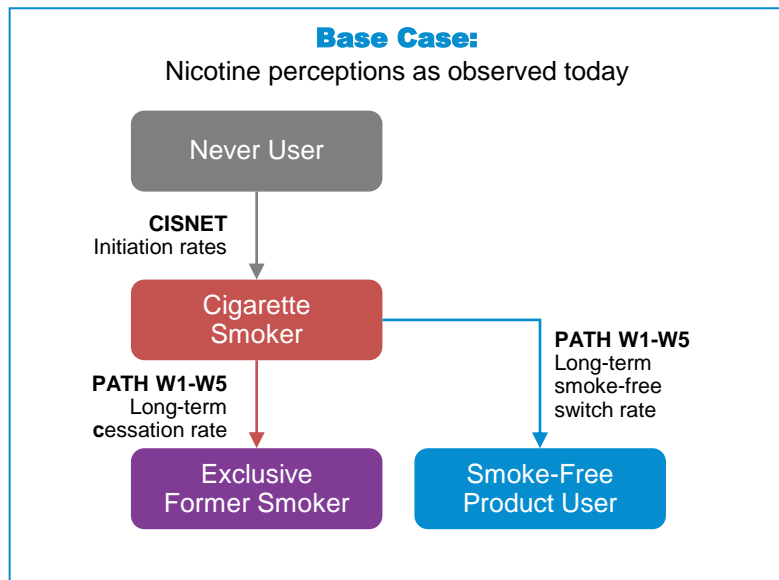 Base Case:
Nicotine perceptions as observed today
Never User
CISNET
Initiation rates
Cigarette
Smoker
PATH W1-W5
Long-term
cessation rate
PATH W1-W5
Long-term
smoke-free
switch rate
Exclusive
Former Smoker
Smoke-Free
Product User